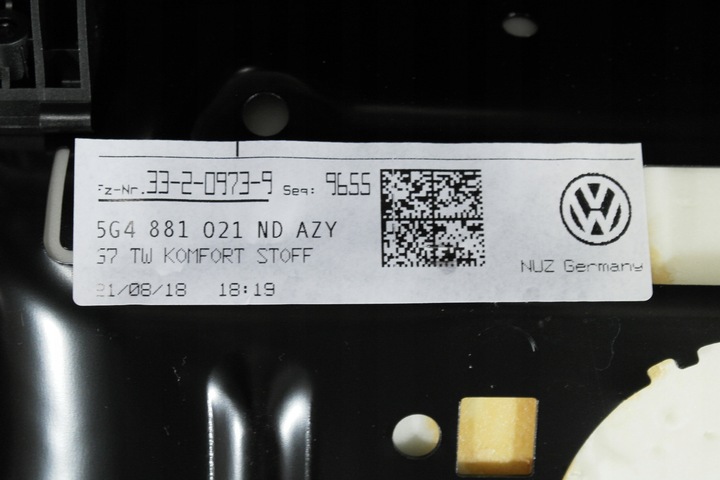 Fz-Nr. 33-2-0973-9 Seq: 9655
5G4 881 021 ND AZY
G7 TW KOMFORT STOFF
21/08/18 18:19
VW
NUZ Germany